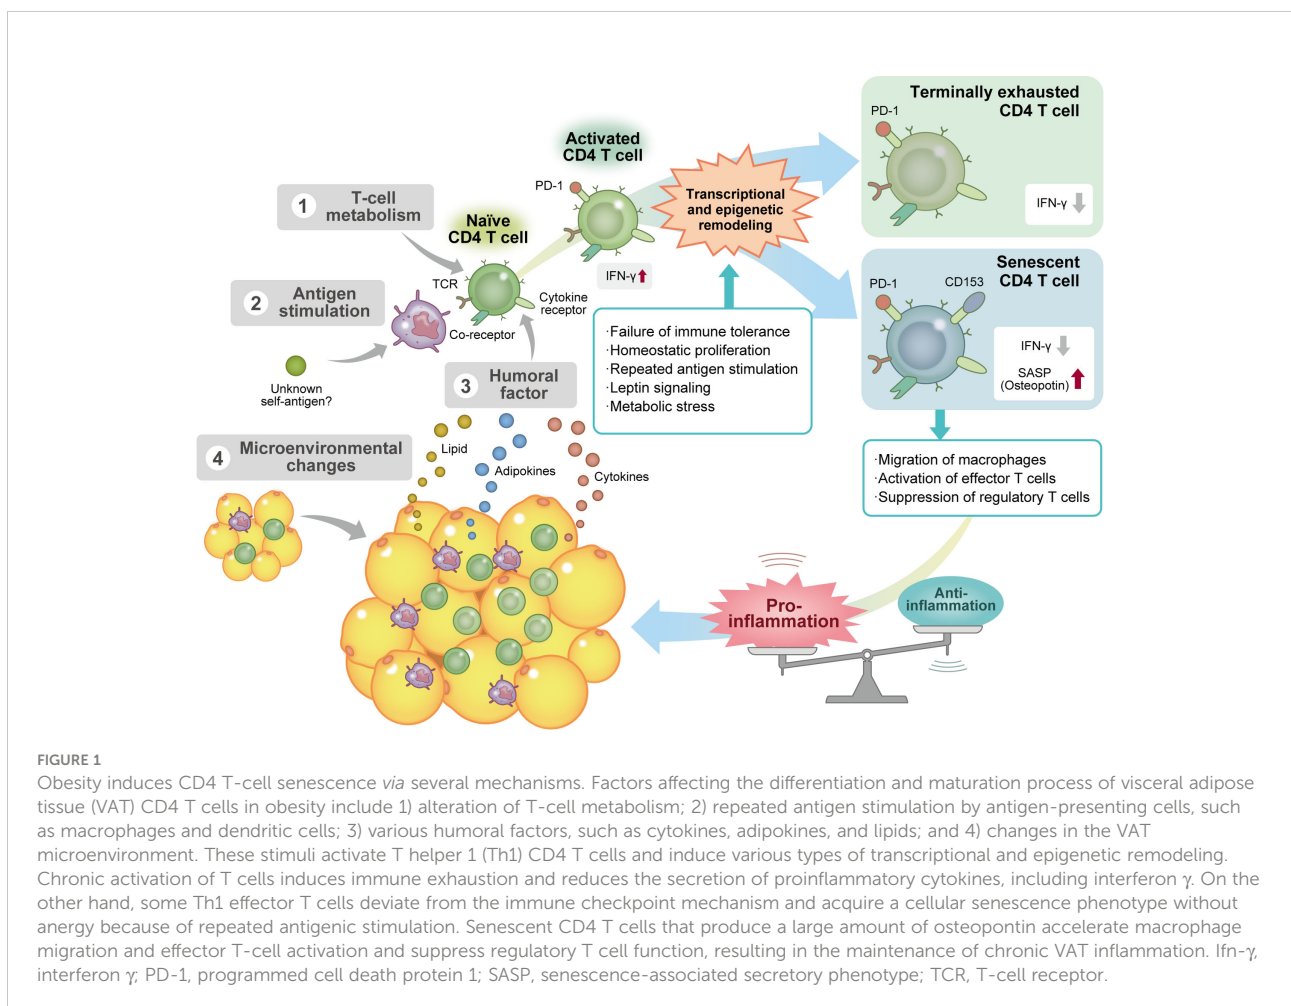 Terminally exhausted
CD4 T cell
PD-1
IFN-γ
Activated
CD4 T cell
PD-1
IFN-γ
Transcriptional
and epigenetic
remodeling
1 T-cell
metabolism
Naïve
CD4 T cell
TCR
Cytokine
receptor
Co-receptor
2 Antigen
stimulation
Unknown
self-antigen?
3 Humoral
factor
Senescent
CD4 T cell
PD-1
CD153
IFN-γ
SASP
(Osteopotin)
·Failure of immune tolerance
·Homeostatic proliferation
·Repeated antigen stimulation
·Leptin signaling
·Metabolic stress
4 Microenvironmental
changes
Lipid
Adipokines
Cytokines
·Migration of macrophages
·Activation of effector T cells
·Suppression of regulatory T cells
Pro-
inflammation
Anti-
inflammation
FIGURE 1
Obesity induces CD4 T-cell senescence via several mechanisms. Factors affecting the differentiation and maturation process of visceral adipose
tissue (VAT) CD4 T cells in obesity include 1) alteration of T-cell metabolism; 2) repeated antigen stimulation by antigen-presenting cells, such
as macrophages and dendritic cells; 3) various humoral factors, such as cytokines, adipokines, and lipids; and 4) changes in the VAT
microenvironment. These stimuli activate T helper 1 (Th1) CD4 T cells and induce various types of transcriptional and epigenetic remodeling.
Chronic activation of T cells induces immune exhaustion and reduces the secretion of proinflammatory cytokines, including interferon γ. On the
other hand, some Th1 effector T cells deviate from the immune checkpoint mechanism and acquire a cellular senescence phenotype without
anergy because of repeated antigenic stimulation. Senescent CD4 T cells that produce a large amount of osteopontin accelerate macrophage
migration and effector T-cell activation and suppress regulatory T cell function, resulting in the maintenance of chronic VAT inflammation. Ifn-γ,
interferon γ; PD-1, programmed cell death protein 1; SASP, senescence-associated secretory phenotype; TCR, T-cell receptor.